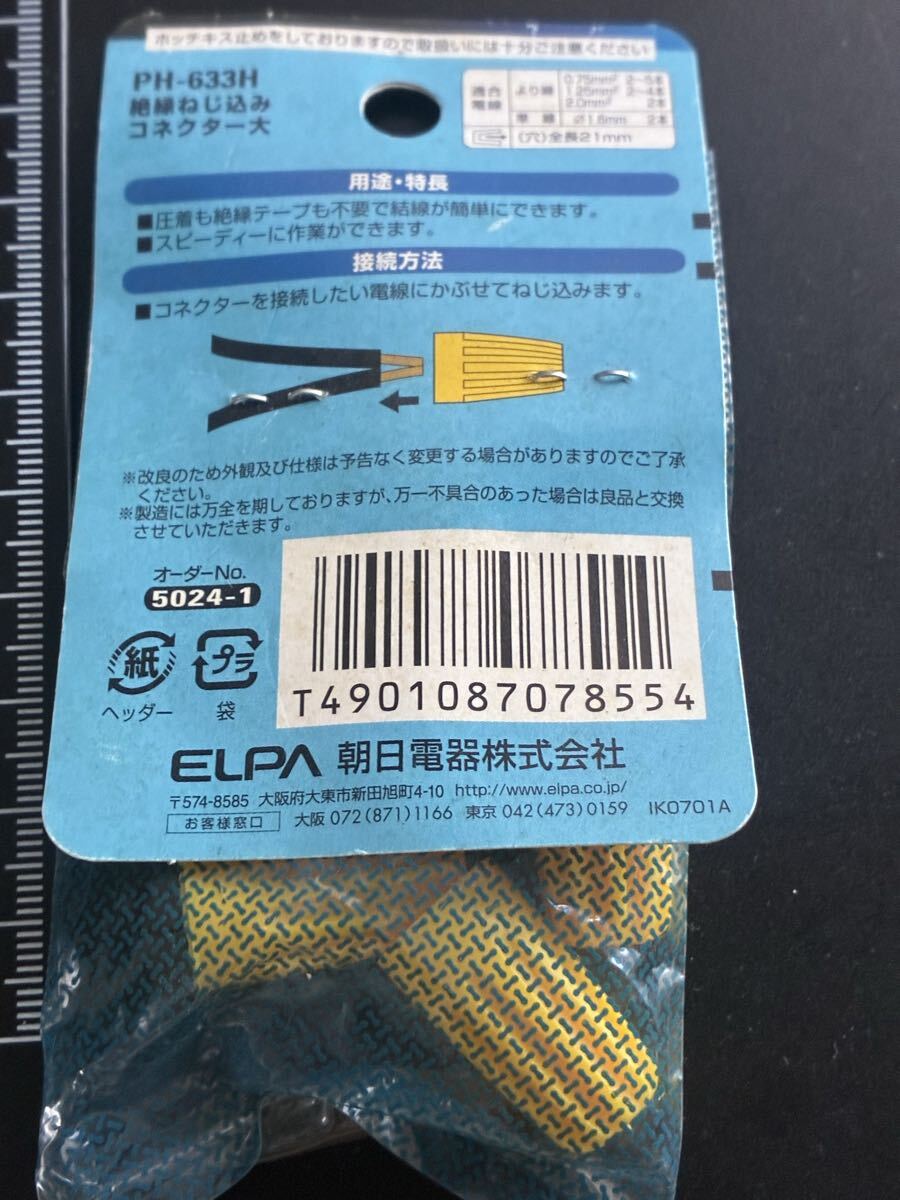 ホッチキス止めをしておりますので取扱いには十分ご注意ください
PH-633H
絶縁ねじ込み
コネクター大
適合電線
より線 0.75mm² 2~5本
1.25mm² 2~4本
2.0mm² 2本
単線 ∅1.6mm 2本
(穴)全長21mm
用途・特長
■圧着も絶縁テープも不要で結線が簡単にできます。
■スピーディーに作業ができます。
接続方法
■コネクターを接続したい電線にかぶせてねじ込みます。
※改良のため外観及び仕様は予告なく変更する場合がありますのでご了承
ください。
※製造には万全を期しておりますが、万一不具合のあった場合は良品と交換
させていただきます。
オーダーNo.
5024-1
紙
ヘッダー
プラ
袋
T4901087078554
ELPA 朝日電器株式会社
〒574-8585 大阪府大東市新田旭町4-10 http://www.elpa.co.jp/
お客様窓口 大阪 072(871)1166 東京 042(473)0159 IK0701A